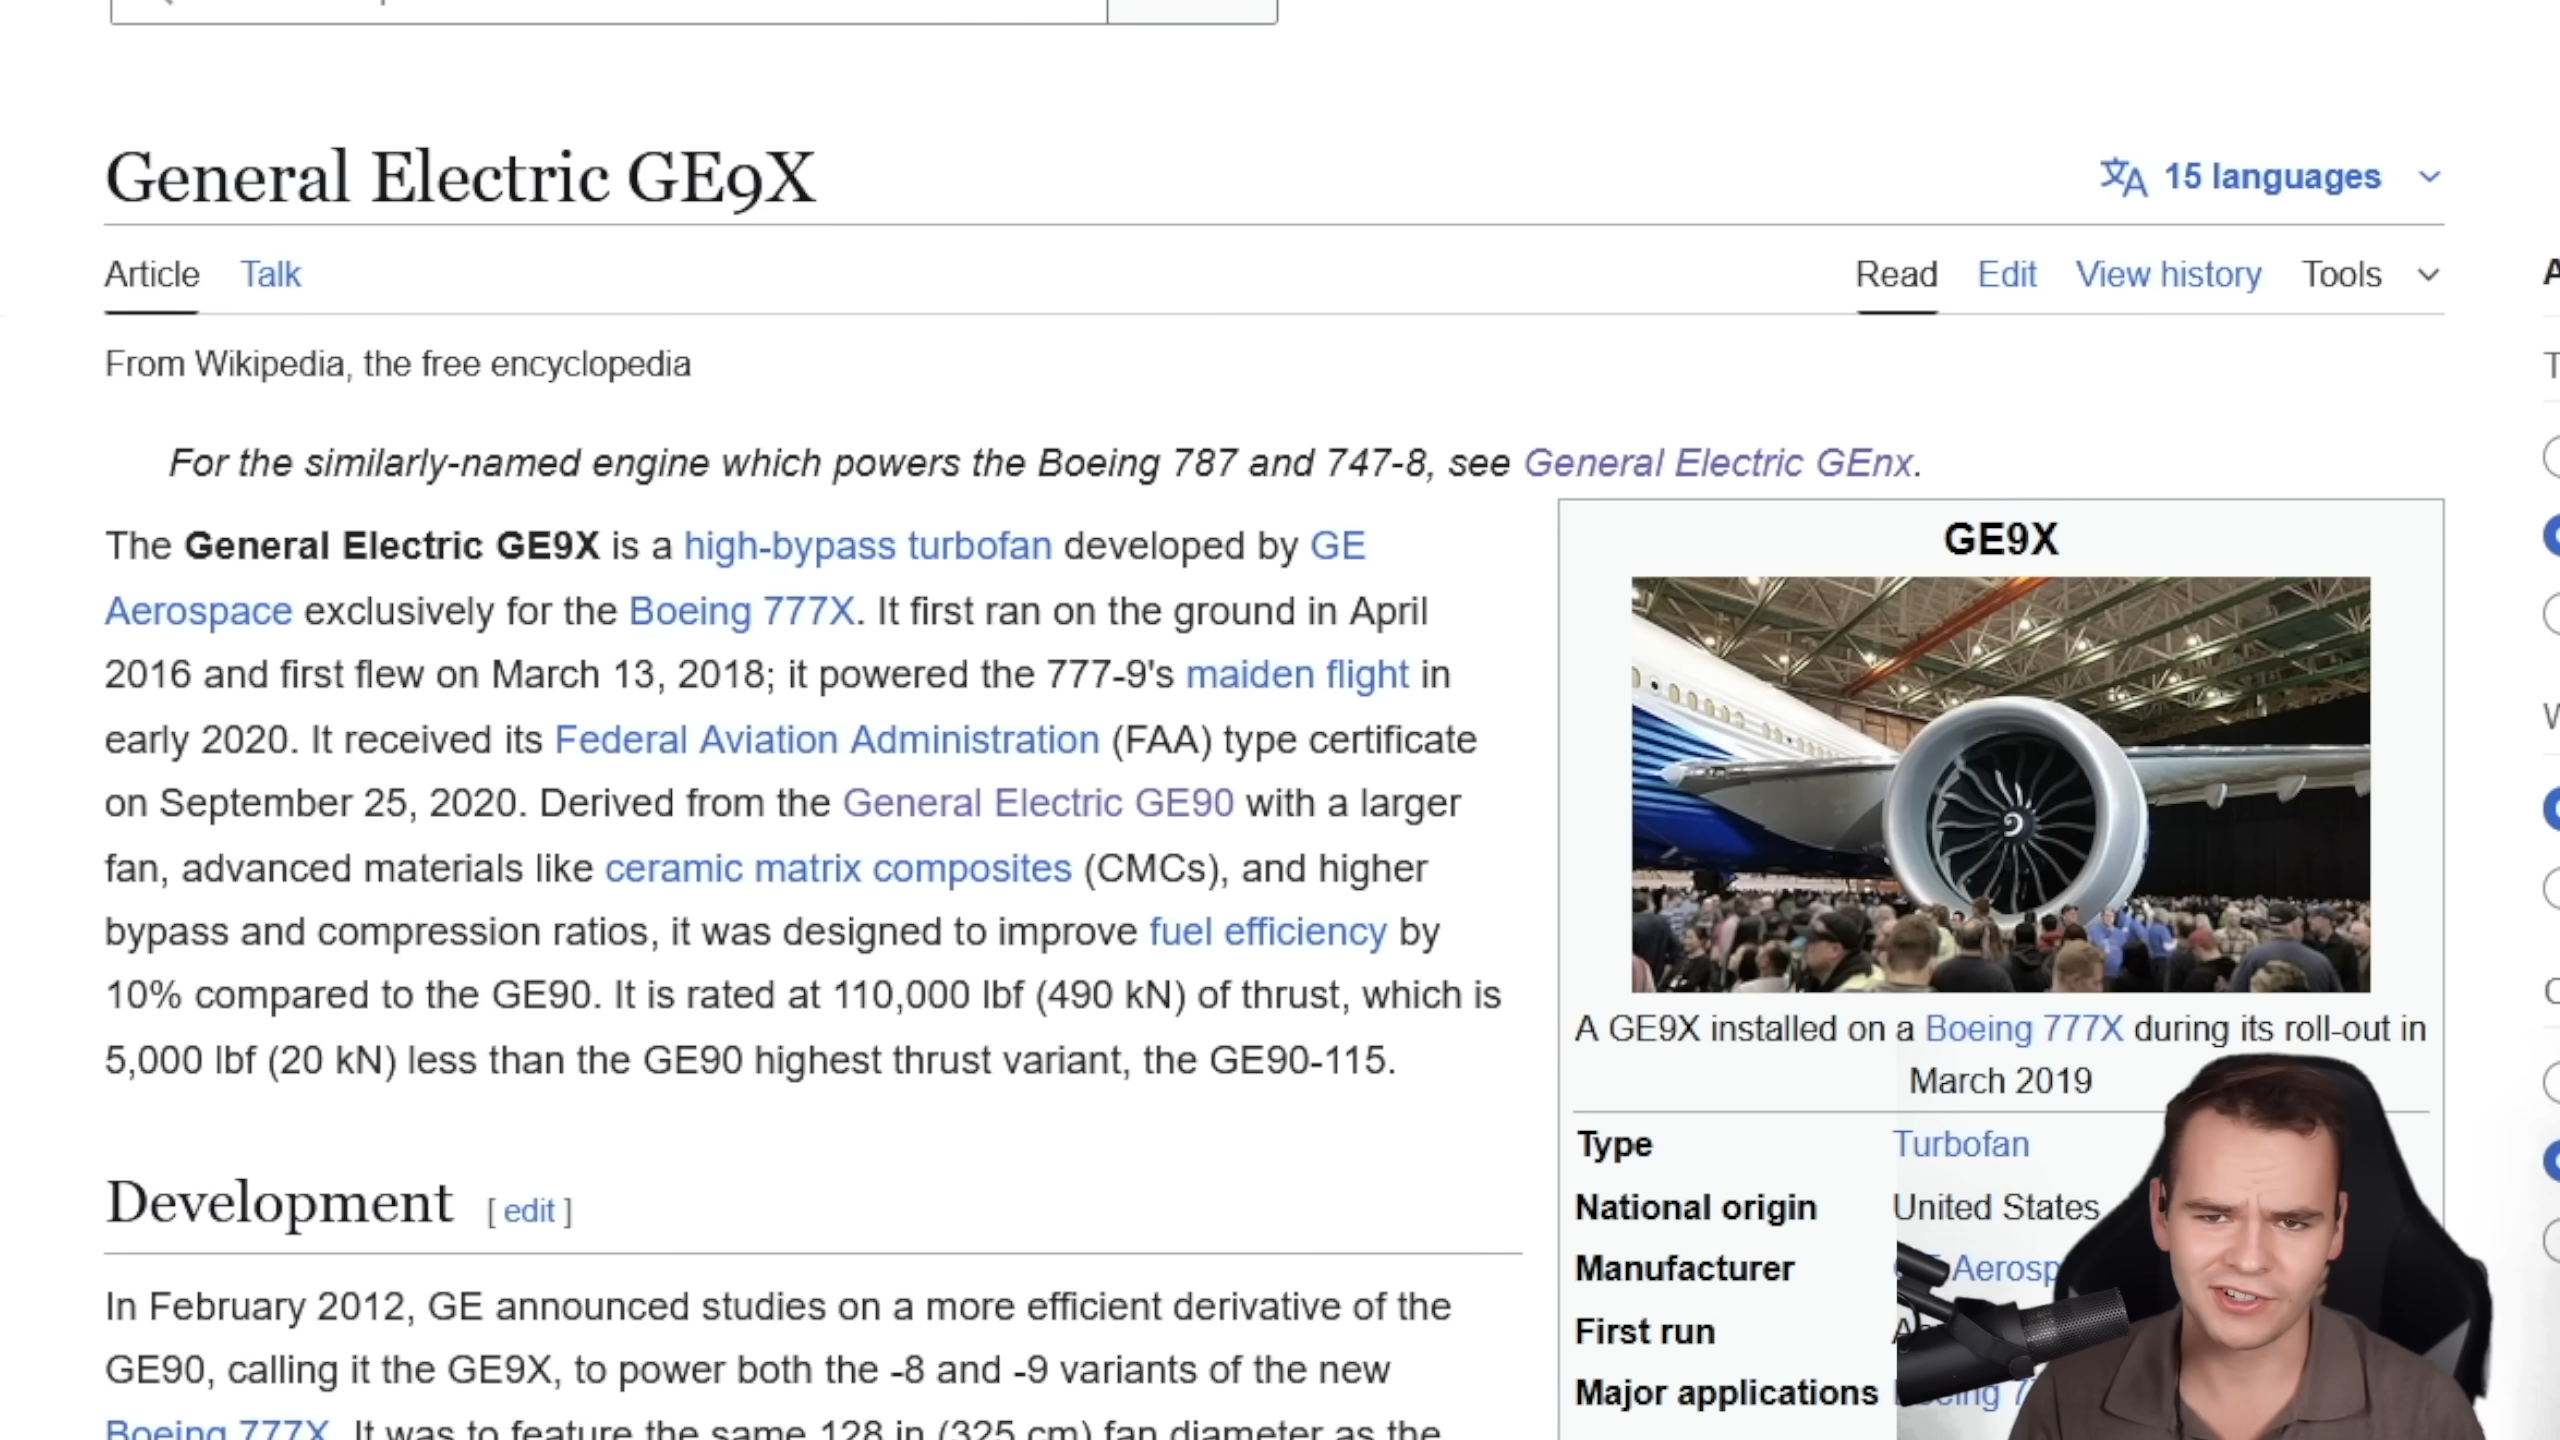 General Electric GE9X
15 languages
Article Talk
Read Edit View history Tools
From Wikipedia, the free encyclopedia
For the similarly-named engine which powers the Boeing 787 and 747-8, see General Electric GEnx.
The General Electric GE9X is a high-bypass turbofan developed by GE
Aerospace exclusively for the Boeing 777X. It first ran on the ground in April
2016 and first flew on March 13, 2018; it powered the 777-9's maiden flight in
early 2020. It received its Federal Aviation Administration (FAA) type certificate
on September 25, 2020. Derived from the General Electric GE90 with a larger
fan, advanced materials like ceramic matrix composites (CMCs), and higher
bypass and compression ratios, it was designed to improve fuel efficiency by
10% compared to the GE90. It is rated at 110,000 lbf (490 kN) of thrust, which is
5,000 lbf (20 kN) less than the GE90 highest thrust variant, the GE90-115.
Development [ edit ]
In February 2012, GE announced studies on a more efficient derivative of the
GE90, calling it the GE9X, to power both the -8 and -9 variants of the new
Boeing 777X. It was to feature the same 128 in (325 cm) fan diameter as the
GE9X
A GE9X installed on a Boeing 777X during its roll-out in
March 2019
Type Turbofan
National origin United States
Manufacturer
First run
Major applications